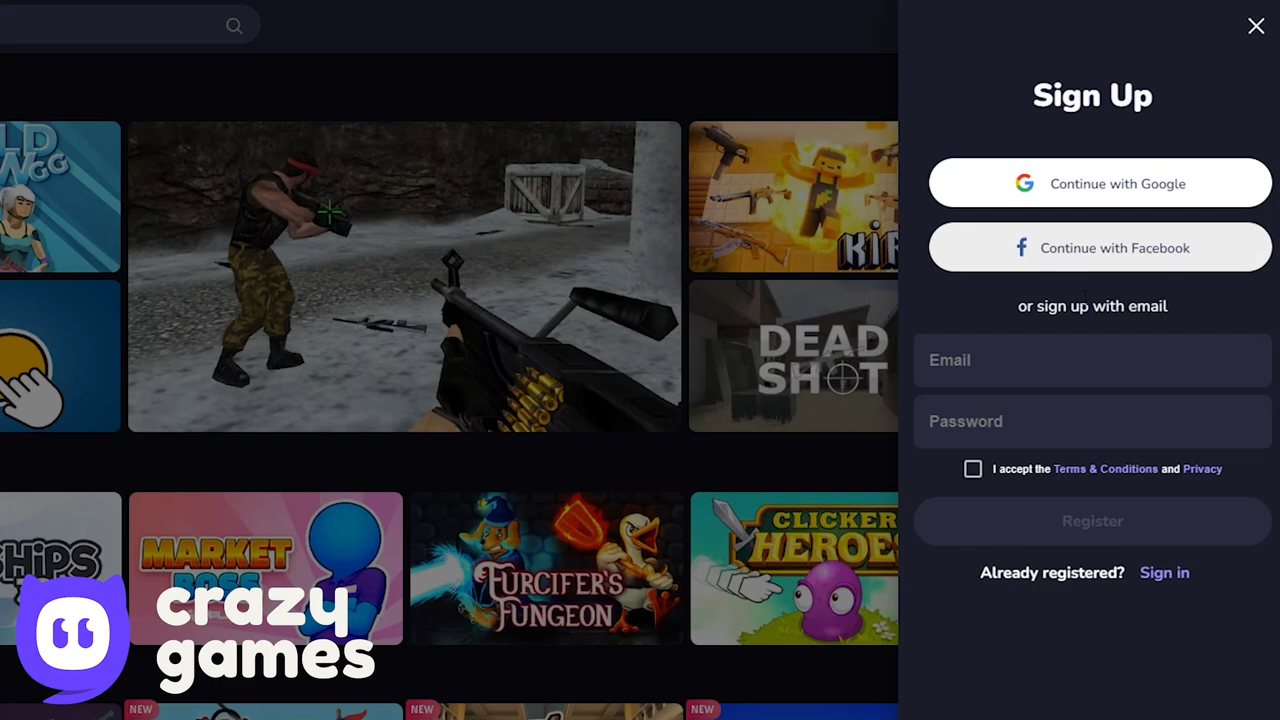 Sign Up
Continue with Google
Continue with Facebook
or sign up with email
Email
Password
I accept the Terms & Conditions and Privacy
Register
Already registered? Sign in
LD
DEAD
SHOT
MARKET
BOSS
FURCIFER'S
FUNGEON
CLICKER
HEROES
HIPS
crazy
games
NEW
NEW
NEW